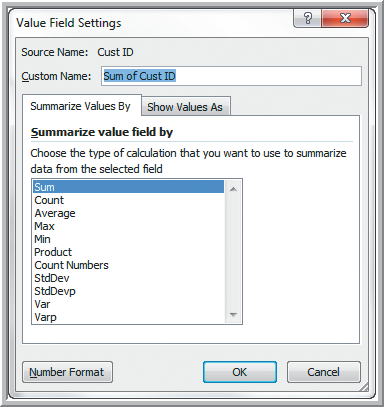 Value Field Settings
Source Name: Cust ID
Custom Name: Sum of Cust ID
Summarize Values By Show Values As
Summarize value field by
Choose the type of calculation that you want to use to summarize
data from the selected field
Sum
Count
Average
Max
Min
Product
Count Numbers
StdDev
StdDevp
Var
Varp
Number Format OK Cancel